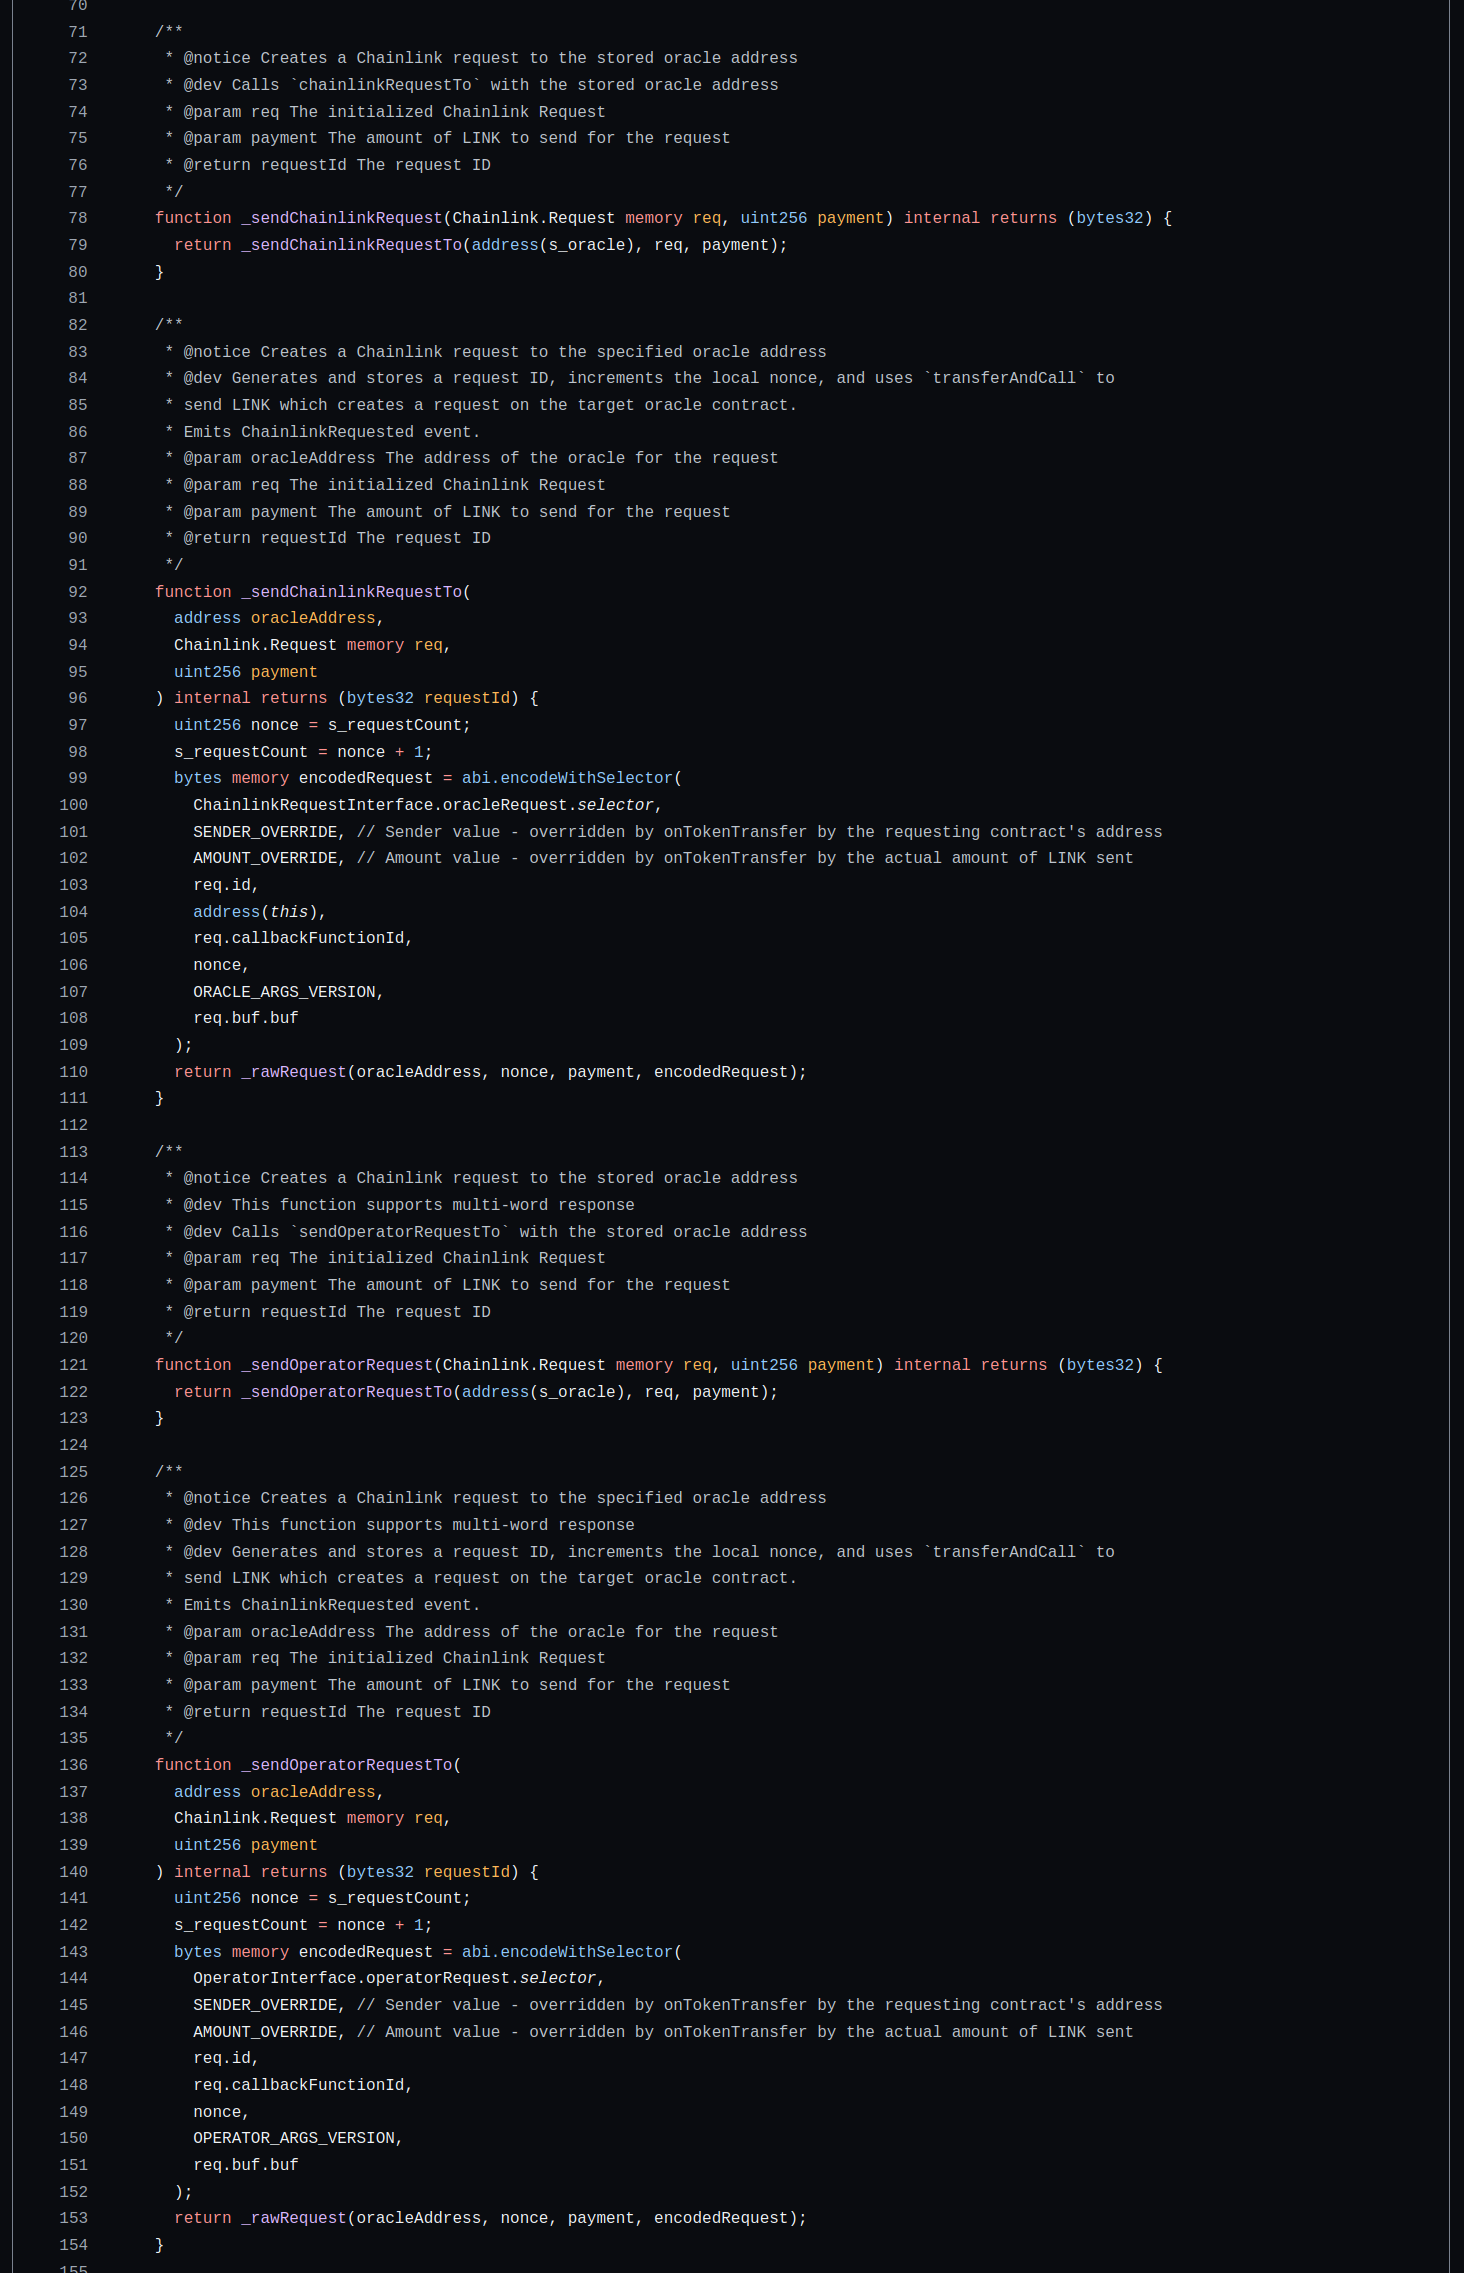 70
71 /**
72 * @notice Creates a Chainlink request to the stored oracle address
73 * @dev Calls `chainlinkRequestTo` with the stored oracle address
74 * @param req The initialized Chainlink Request
75 * @param payment The amount of LINK to send for the request
76 * @return requestId The request ID
77 */
78 function _sendChainlinkRequest(Chainlink.Request memory req, uint256 payment) internal returns (bytes32) {
79 return _sendChainlinkRequestTo(address(s_oracle), req, payment);
80 }
81
82 /**
83 * @notice Creates a Chainlink request to the specified oracle address
84 * @dev Generates and stores a request ID, increments the local nonce, and uses `transferAndCall` to
85 * send LINK which creates a request on the target oracle contract.
86 * Emits ChainlinkRequested event.
87 * @param oracleAddress The address of the oracle for the request
88 * @param req The initialized Chainlink Request
89 * @param payment The amount of LINK to send for the request
90 * @return requestId The request ID
91 */
92 function _sendChainlinkRequestTo(
93 address oracleAddress,
94 Chainlink.Request memory req,
95 uint256 payment
96 ) internal returns (bytes32 requestId) {
97 uint256 nonce = s_requestCount;
98 s_requestCount = nonce + 1;
99 bytes memory encodedRequest = abi.encodeWithSelector(
100 ChainlinkRequestInterface.oracleRequest.selector,
101 SENDER_OVERRIDE, // Sender value - overridden by onTokenTransfer by the requesting contract's address
102 AMOUNT_OVERRIDE, // Amount value - overridden by onTokenTransfer by the actual amount of LINK sent
103 req.id,
104 address(this),
105 req.callbackFunctionId,
106 nonce,
107 ORACLE_ARGS_VERSION,
108 req.buf.buf
109 );
110 return _rawRequest(oracleAddress, nonce, payment, encodedRequest);
111 }
112
113 /**
114 * @notice Creates a Chainlink request to the stored oracle address
115 * @dev This function supports multi-word response
116 * @dev Calls `sendOperatorRequestTo` with the stored oracle address
117 * @param req The initialized Chainlink Request
118 * @param payment The amount of LINK to send for the request
119 * @return requestId The request ID
120 */
121 function _sendOperatorRequest(Chainlink.Request memory req, uint256 payment) internal returns (bytes32) {
122 return _sendOperatorRequestTo(address(s_oracle), req, payment);
123 }
124
125 /**
126 * @notice Creates a Chainlink request to the specified oracle address
127 * @dev This function supports multi-word response
128 * @dev Generates and stores a request ID, increments the local nonce, and uses `transferAndCall` to
129 * send LINK which creates a request on the target oracle contract.
130 * Emits ChainlinkRequested event.
131 * @param oracleAddress The address of the oracle for the request
132 * @param req The initialized Chainlink Request
133 * @param payment The amount of LINK to send for the request
134 * @return requestId The request ID
135 */
136 function _sendOperatorRequestTo(
137 address oracleAddress,
138 Chainlink.Request memory req,
139 uint256 payment
140 ) internal returns (bytes32 requestId) {
141 uint256 nonce = s_requestCount;
142 s_requestCount = nonce + 1;
143 bytes memory encodedRequest = abi.encodeWithSelector(
144 OperatorInterface.operatorRequest.selector,
145 SENDER_OVERRIDE, // Sender value - overridden by onTokenTransfer by the requesting contract's address
146 AMOUNT_OVERRIDE, // Amount value - overridden by onTokenTransfer by the actual amount of LINK sent
147 req.id,
148 req.callbackFunctionId,
149 nonce,
150 OPERATOR_ARGS_VERSION,
151 req.buf.buf
152 );
153 return _rawRequest(oracleAddress, nonce, payment, encodedRequest);
154 }
155